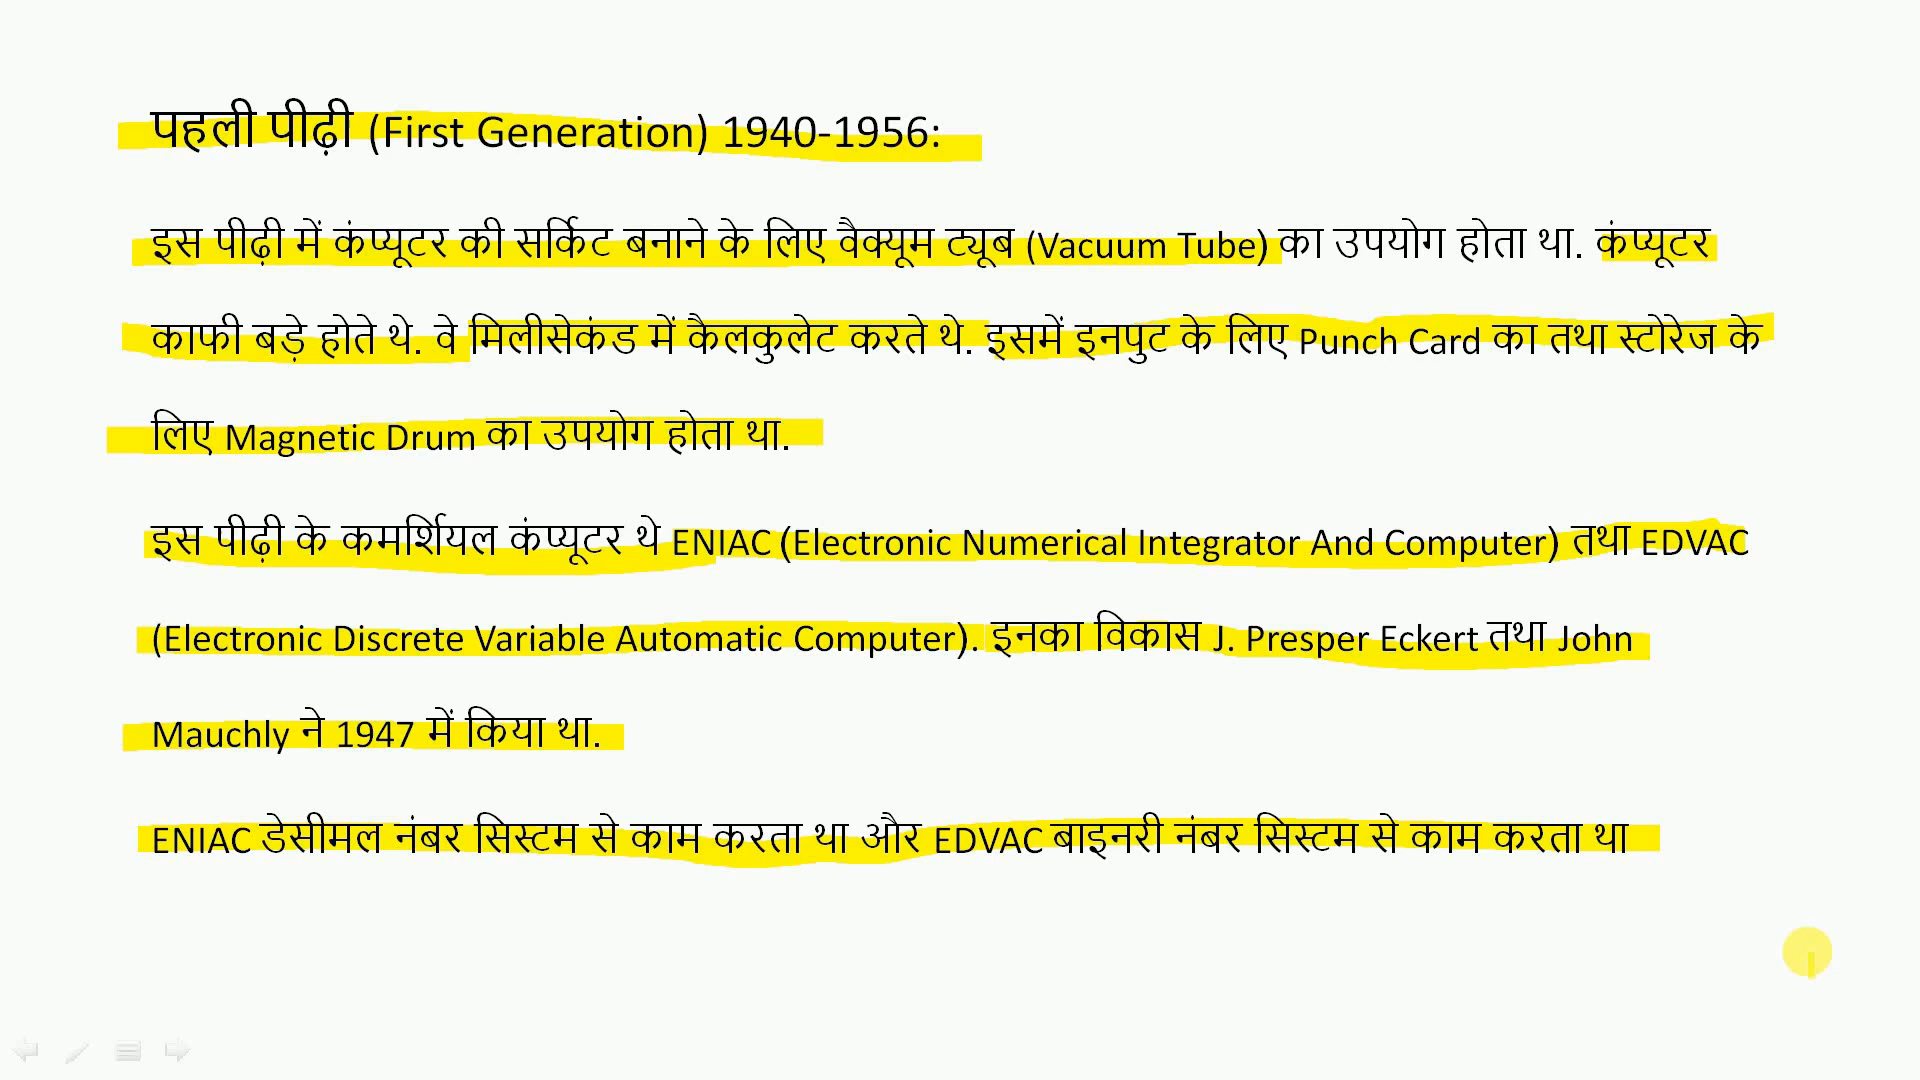 पहली पीढ़ी (First Generation) 1940-1956:
इस पीढ़ी में कंप्यूटर की सर्किट बनाने के लिए वैक्यूम ट्यूब (Vacuum Tube) का उपयोग होता था. कंप्यूटर
काफी बड़े होते थे. वे मिलीसेकंड में कैलकुलेट करते थे. इसमें इनपुट के लिए Punch Card का तथा स्टोरेज के
लिए Magnetic Drum का उपयोग होता था.
इस पीढ़ी के कमर्शियल कंप्यूटर थे ENIAC (Electronic Numerical Integrator And Computer) तथा EDVAC
(Electronic Discrete Variable Automatic Computer). इनका विकास J. Presper Eckert तथा John
Mauchly ने 1947 में किया था.
ENIAC डेसीमल नंबर सिस्टम से काम करता था और EDVAC बाइनरी नंबर सिस्टम से काम करता था